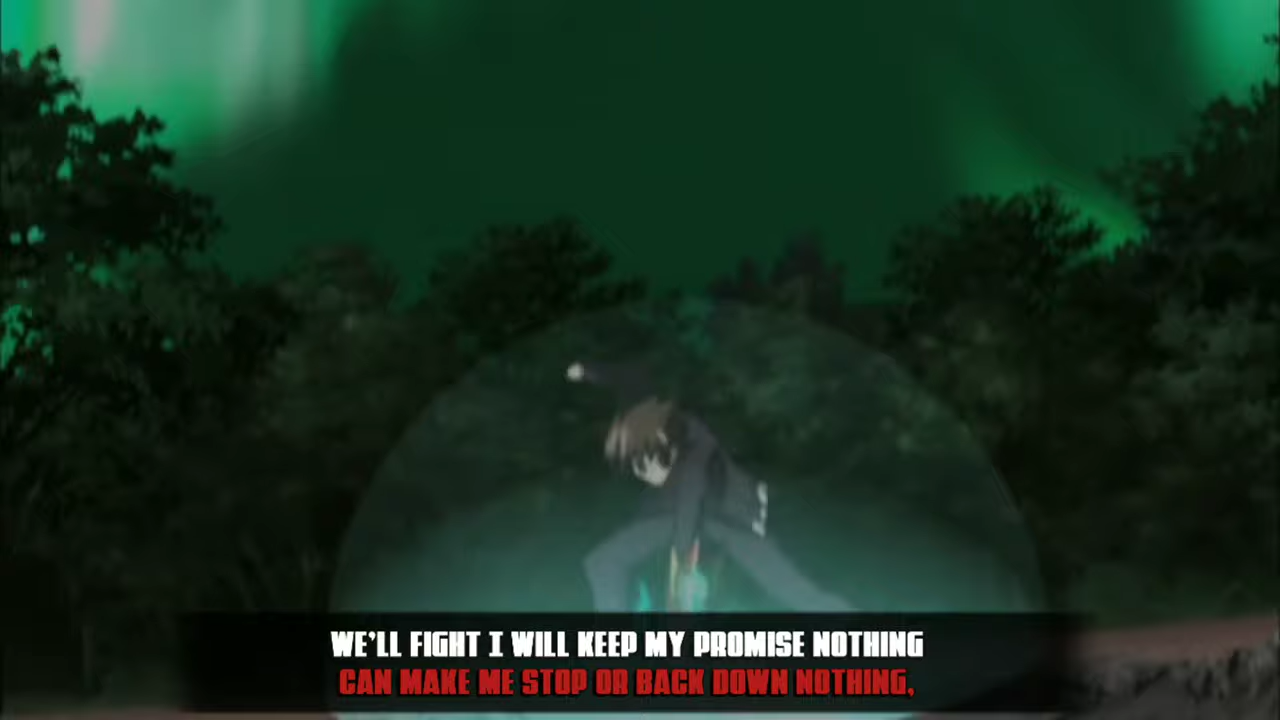 WE'LL FIGHT I WILL KEEP MY PROMISE NOTHING
CAN MAKE ME STOP OR BACK DOWN NOTHING,